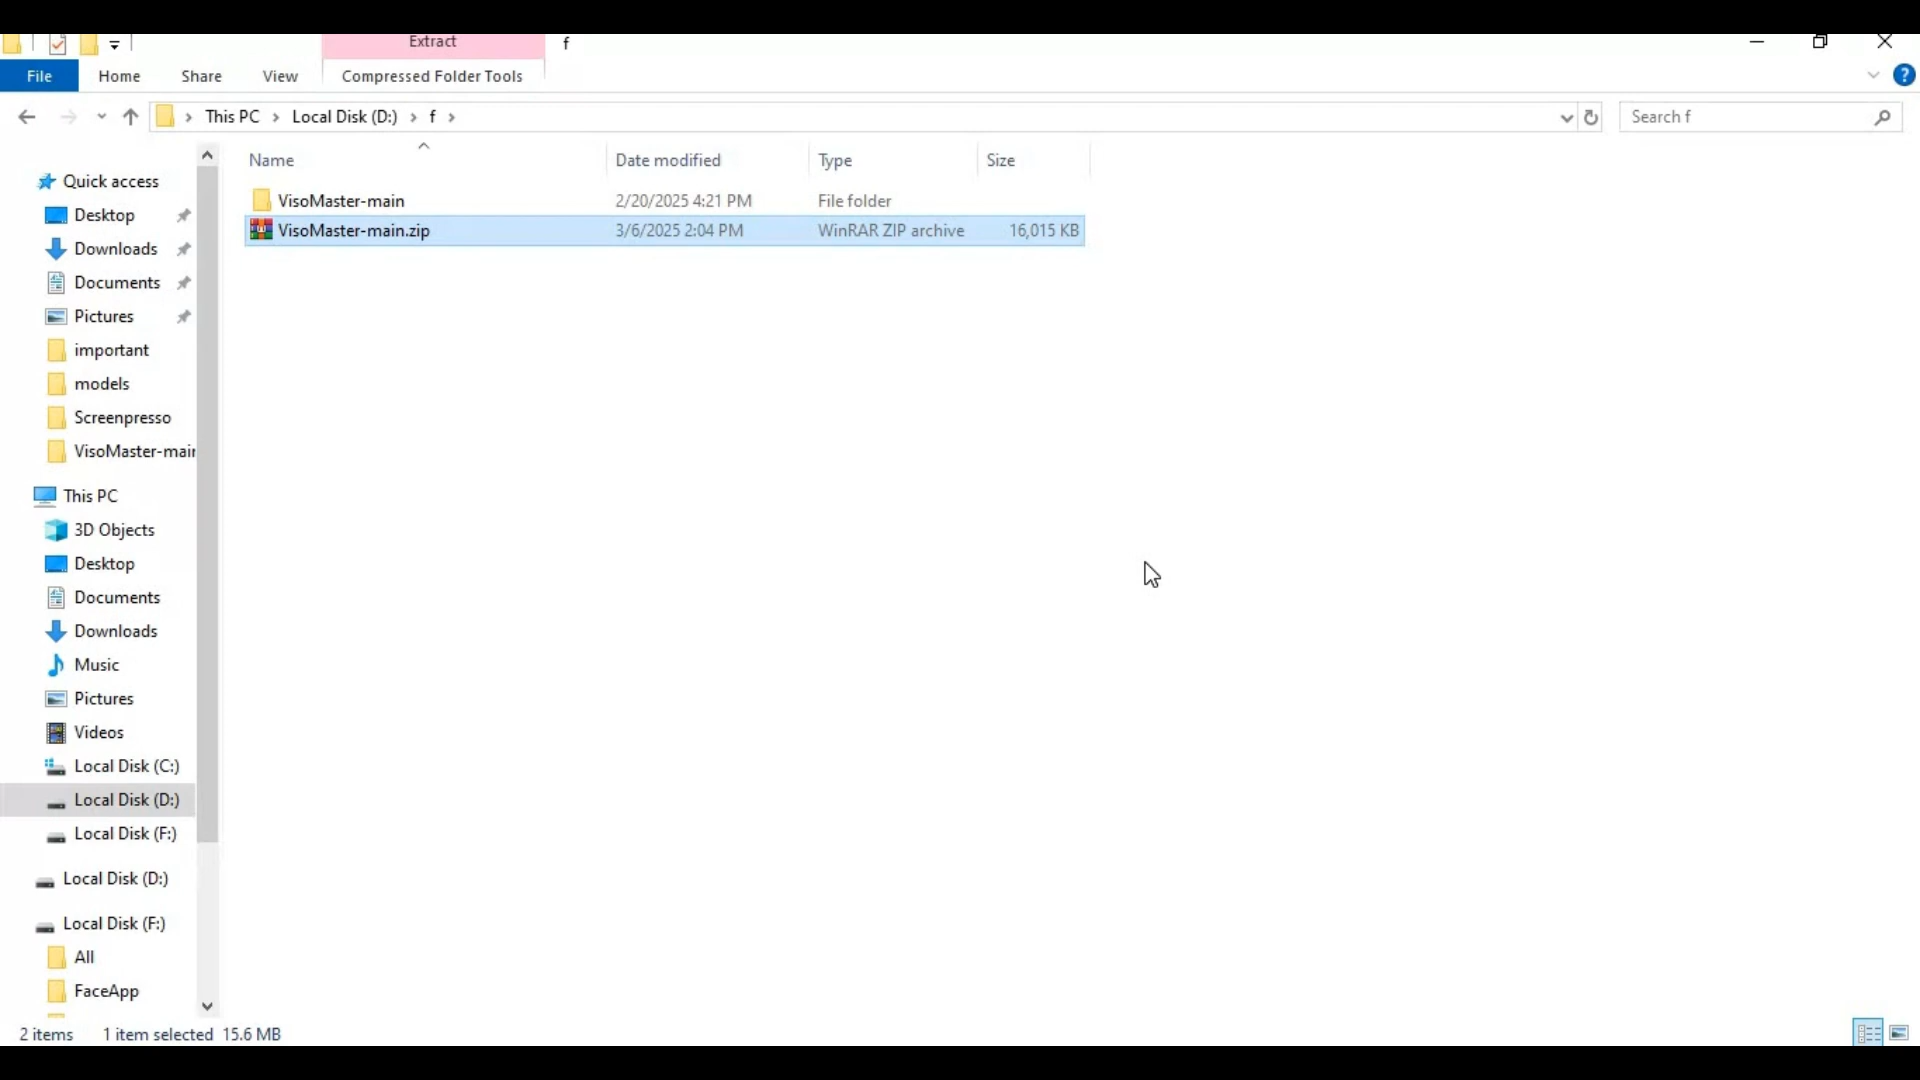 Extract
f
File
Home
Share
View
Compressed Folder Tools
?
This PC
Local Disk (D:)
f
Search f
Name
Date modified
Type
Size
VisoMaster-main
2/20/2025 4:21 PM
File folder
VisoMaster-main.zip
3/6/2025 2:04 PM
WinRAR ZIP archive
16,015 KB
Quick access
Desktop
Downloads
Documents
Pictures
important
models
Screenpresso
VisoMaster-main
This PC
3D Objects
Desktop
Documents
Downloads
Music
Pictures
Videos
Local Disk (C:)
Local Disk (D:)
Local Disk (F:)
Local Disk (D:)
Local Disk (F:)
All
FaceApp
2 items
1 item selected 15.6 MB